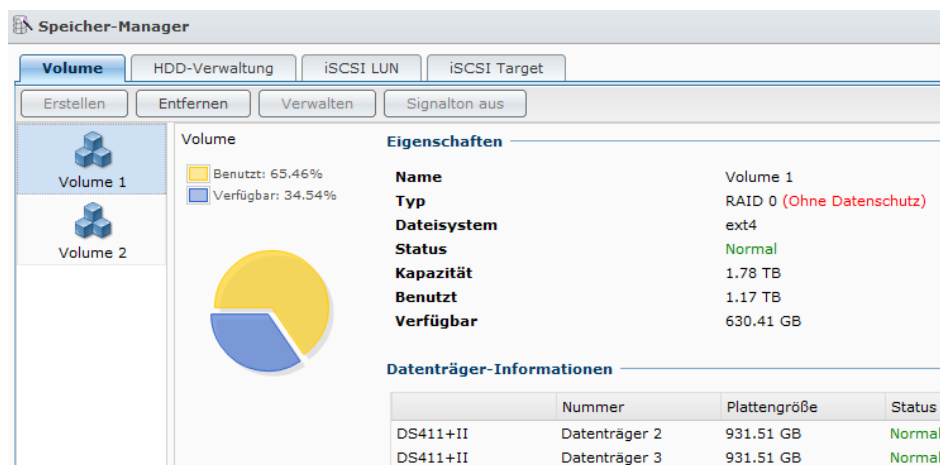 Speicher-Manager
Volume HDD-Verwaltung iSCSI LUN iSCSI Target
Erstellen Entfernen Verwalten Signalton aus
Volume 1
Volume 2
Volume
Benutzt: 65.46%
Verfügbar: 34.54%
Eigenschaften
Name Volume 1
Typ RAID 0 (Ohne Datenschutz)
Dateisystem ext4
Status Normal
Kapazität 1.78 TB
Benutzt 1.17 TB
Verfügbar 630.41 GB
Datenträger-Informationen
Nummer Plattengröße Status
DS411+II Datenträger 2 931.51 GB Normal
DS411+II Datenträger 3 931.51 GB Normal